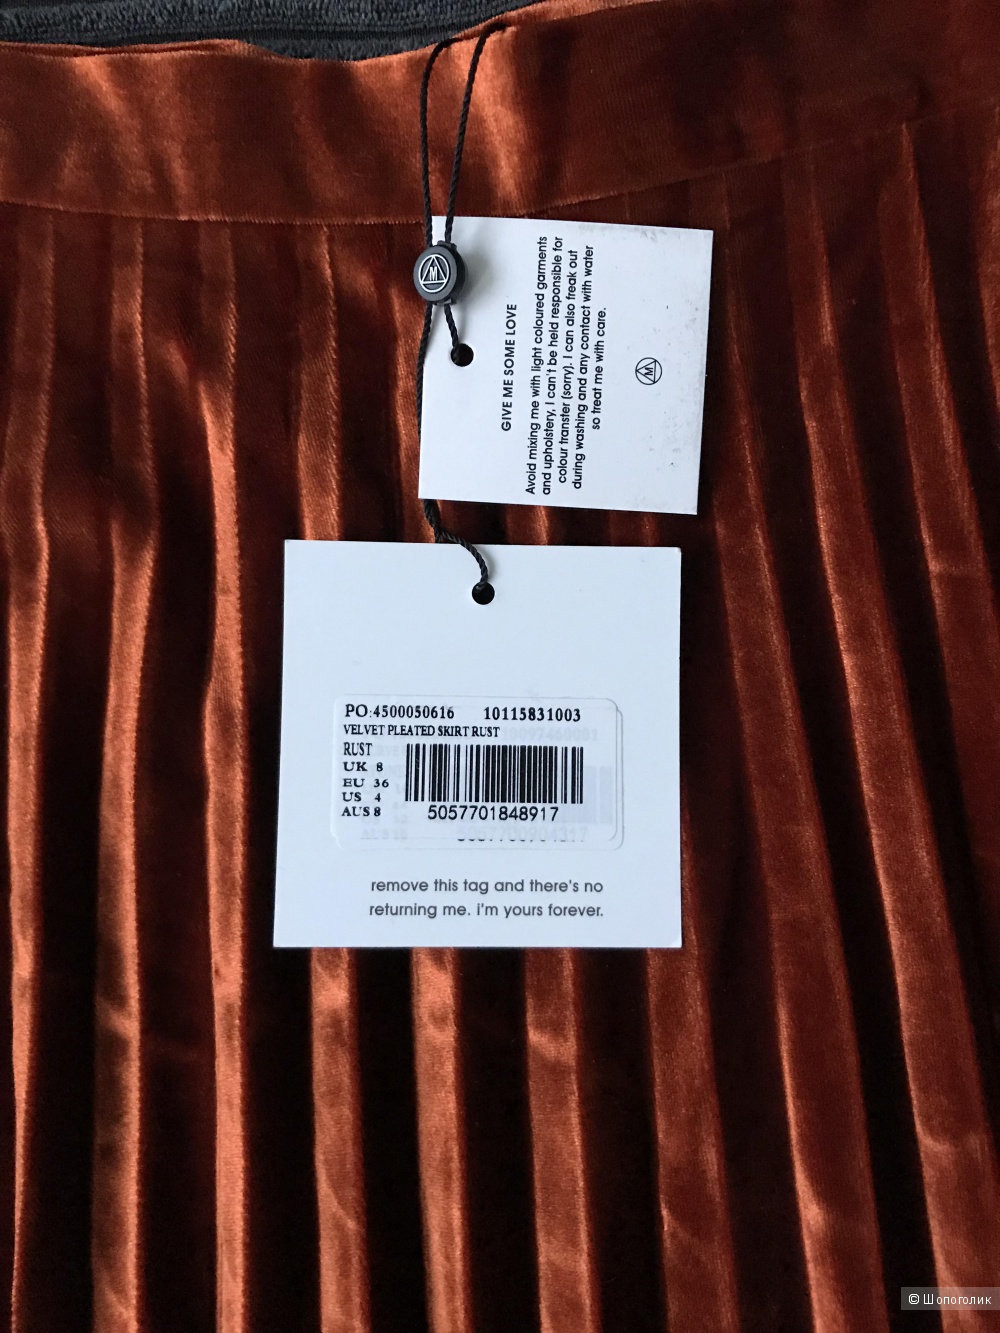 GIVE ME SOME LOVE
Avoid mixing me with light coloured garments
and upholstery, I can't be held responsible for
colour transfer (sorry). I can also freak out
during washing and any contact with water
so treat me with care.
M
M
PO:4500050616 10115831003
VELVET PLEATED SKIRT RUST
RUST
UK 8
EU 36
US 4
AUS 8
5057701848917
remove this tag and there's no
returning me. i'm yours forever.
© Шопоголик